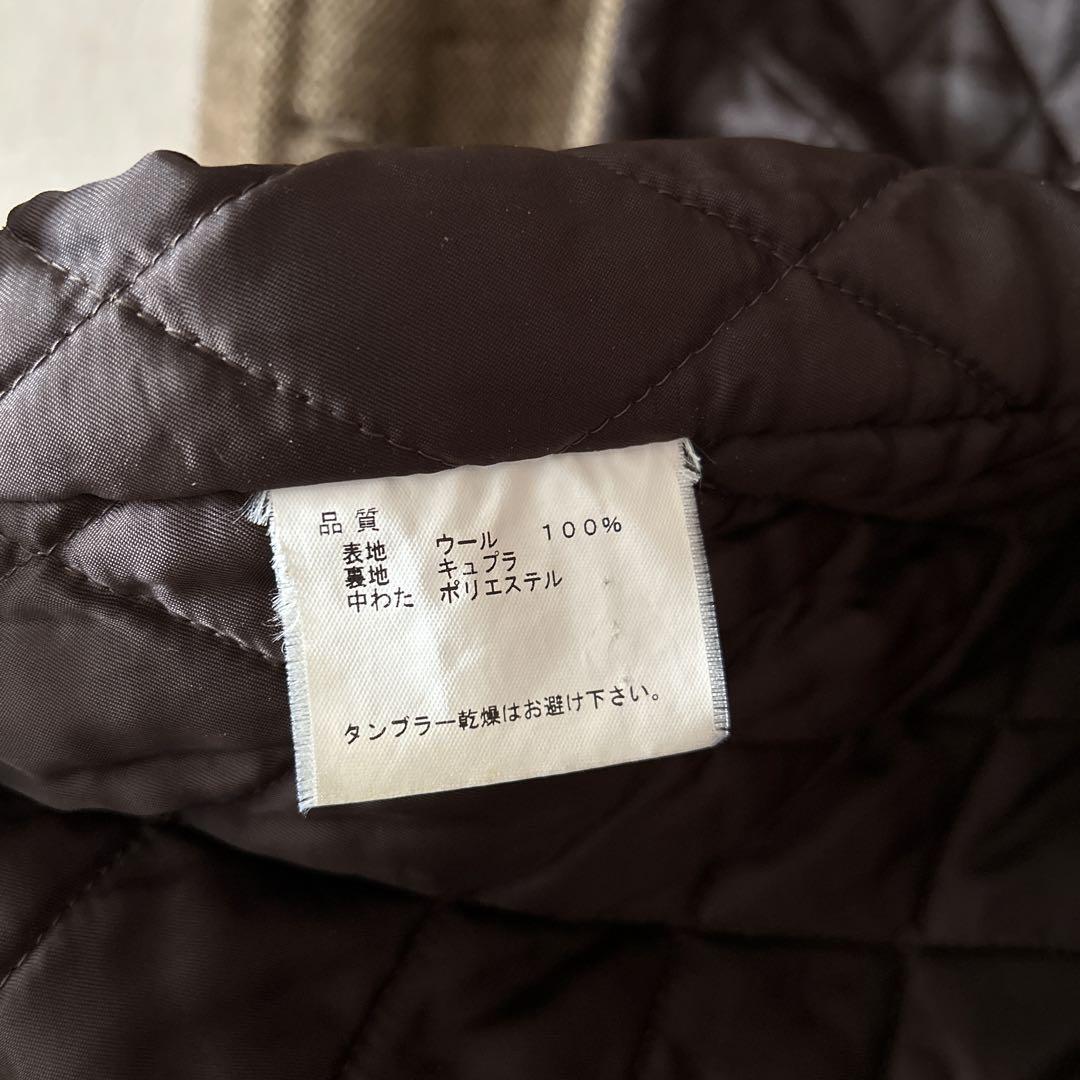 品質
表地 ウール 100%
裏地 キュプラ
中わた ポリエステル
タンブラー乾燥はお避け下さい。